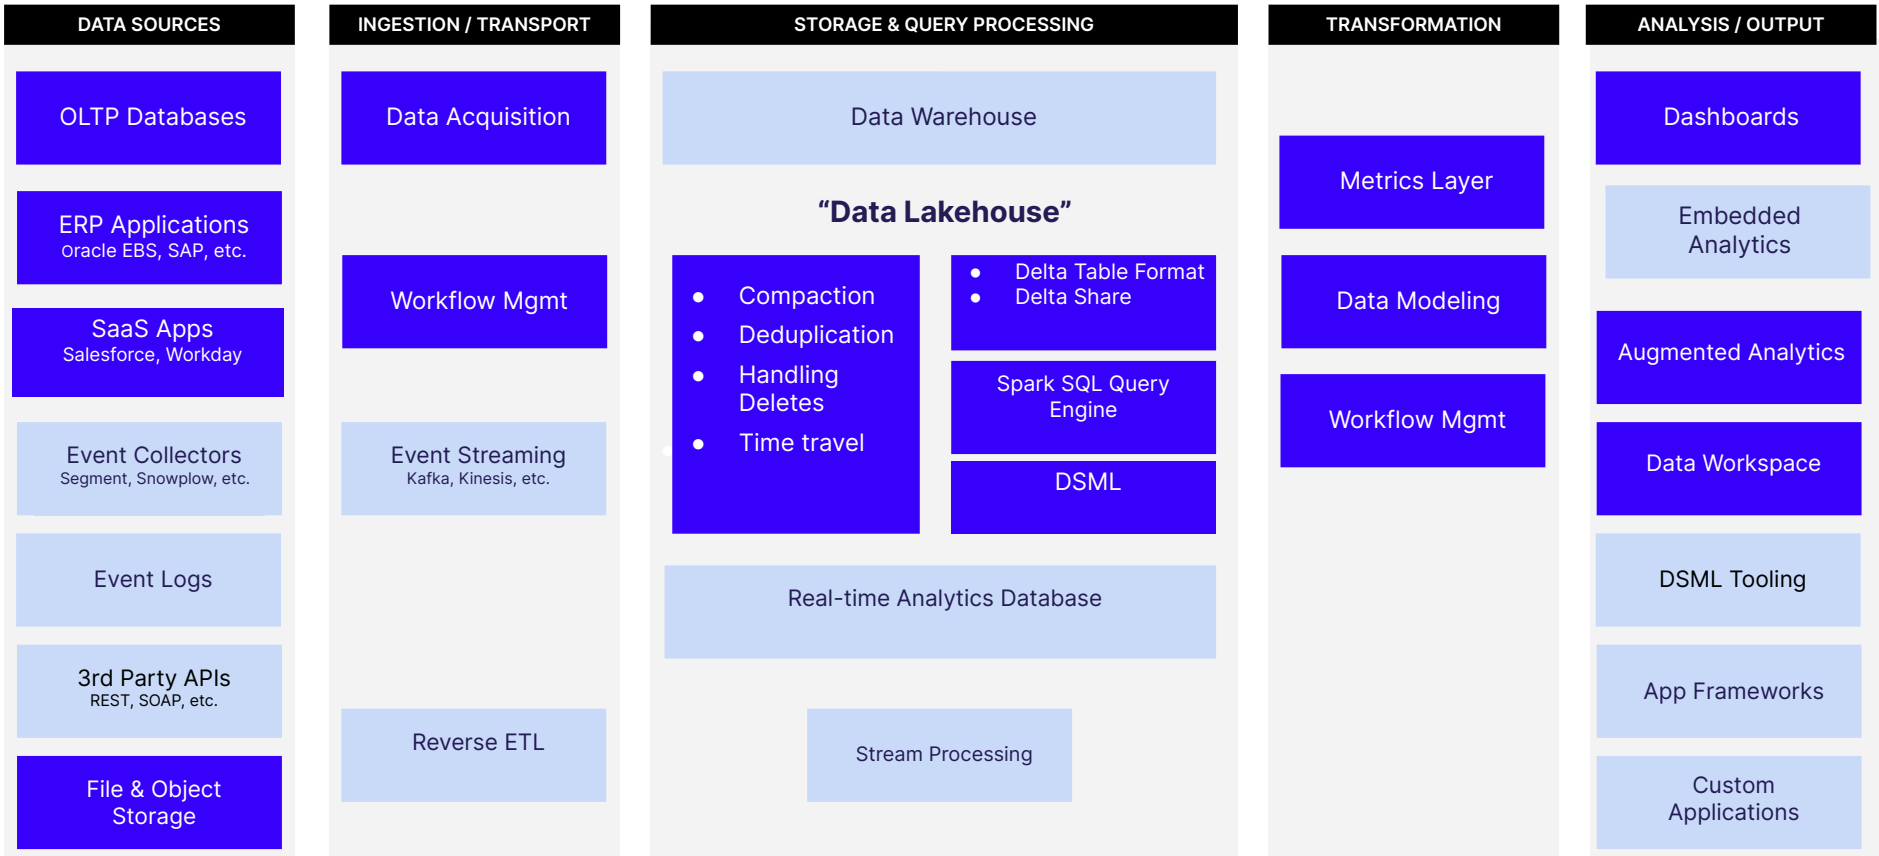 DATA SOURCES
OLTP Databases
ERP Applications
Oracle EBS, SAP, etc.
SaaS Apps
Salesforce, Workday
Event Collectors
Segment, Snowplow, etc.
Event Logs
3rd Party APIs
REST, SOAP, etc.
File & Object
Storage
INGESTION / TRANSPORT
Data Acquisition
Workflow Mgmt
Event Streaming
Kafka, Kinesis, etc.
Reverse ETL
STORAGE & QUERY PROCESSING
Data Warehouse
“Data Lakehouse”
● Compaction
● Deduplication
● Handling
Deletes
● Time travel
● Delta Table Format
● Delta Share
Spark SQL Query
Engine
DSML
Real-time Analytics Database
Stream Processing
TRANSFORMATION
Metrics Layer
Data Modeling
Workflow Mgmt
ANALYSIS / OUTPUT
Dashboards
Embedded
Analytics
Augmented Analytics
Data Workspace
DSML Tooling
App Frameworks
Custom
Applications